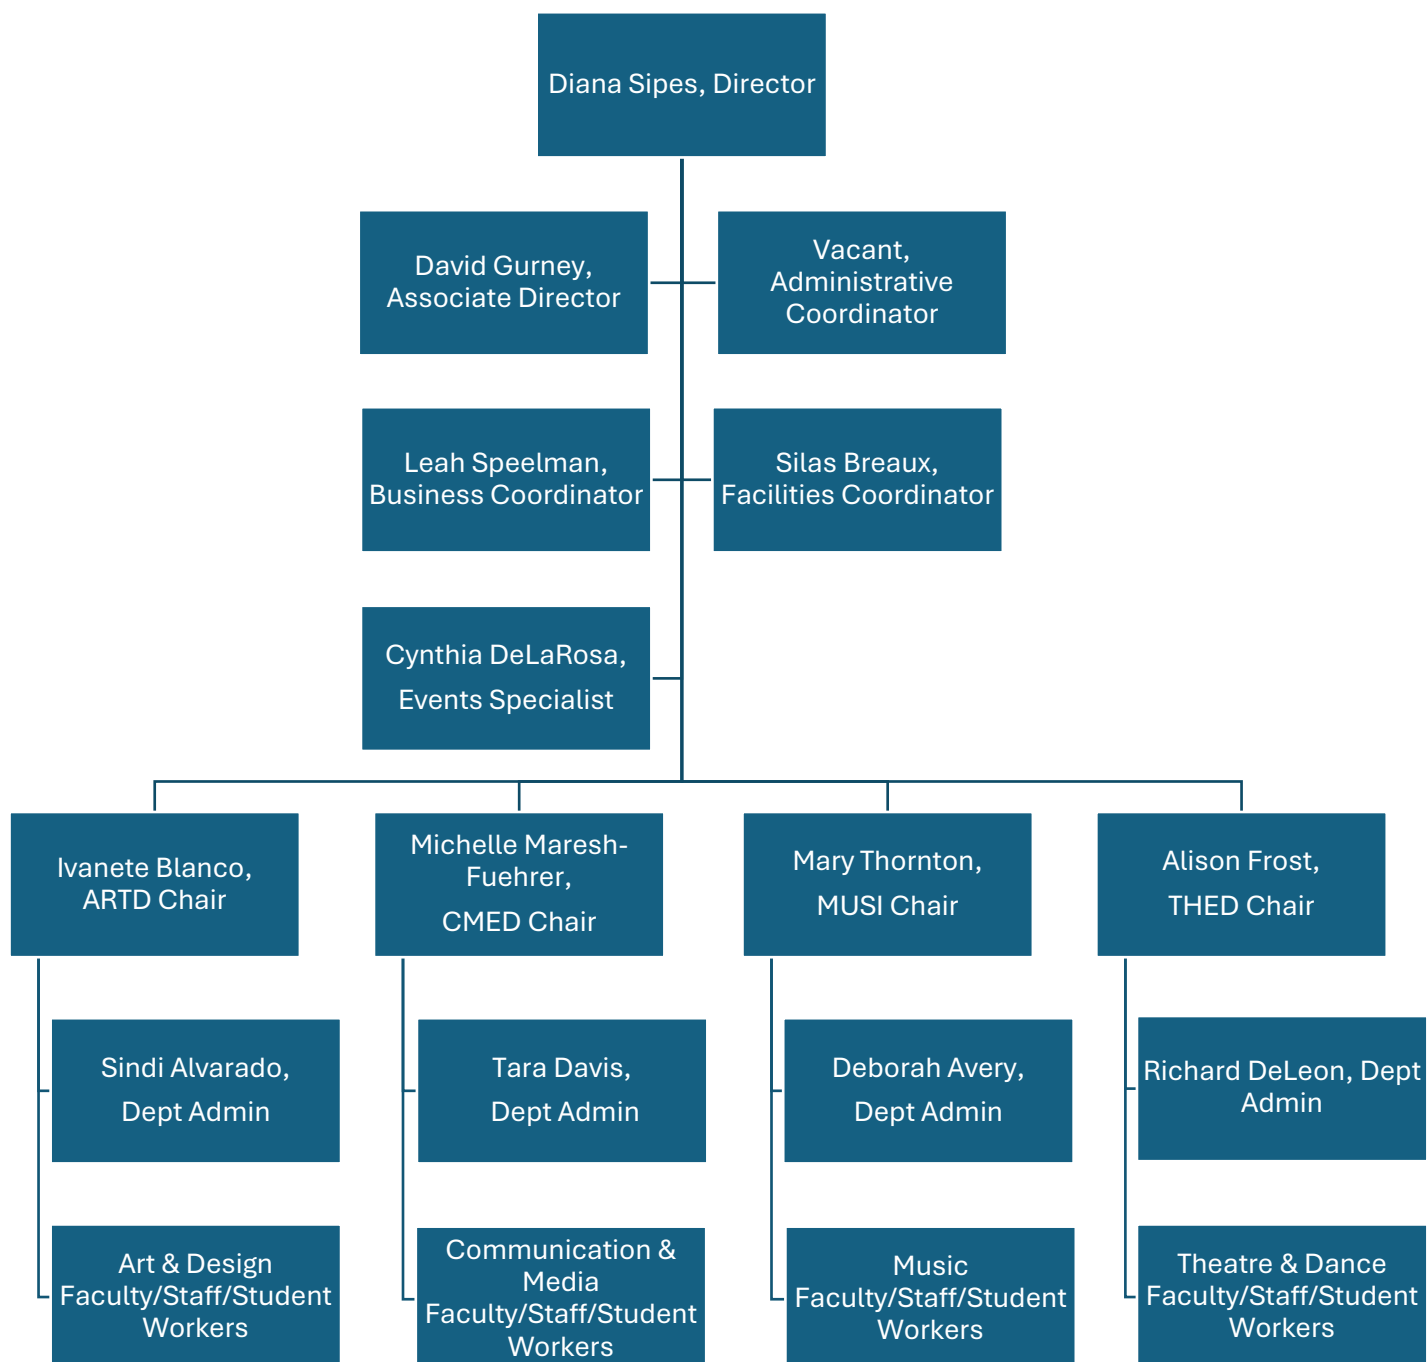 Diana Sipes, Director
David Gurney,
Associate Director
Vacant,
Administrative
Coordinator
Leah Speelman,
Business Coordinator
Silas Breaux,
Facilities Coordinator
Cynthia DeLaRosa,
Events Specialist
Ivanete Blanco,
ARTD Chair
Michelle Maresh-
Fuehrer,
CMED Chair
Mary Thornton,
MUSI Chair
Alison Frost,
THED Chair
Sindi Alvarado,
Dept Admin
Tara Davis,
Dept Admin
Deborah Avery,
Dept Admin
Richard DeLeon, Dept
Admin
Art & Design
Faculty/Staff/Student
Workers
Communication &
Media
Faculty/Staff/Student
Workers
Music
Faculty/Staff/Student
Workers
Theatre & Dance
Faculty/Staff/Student
Workers